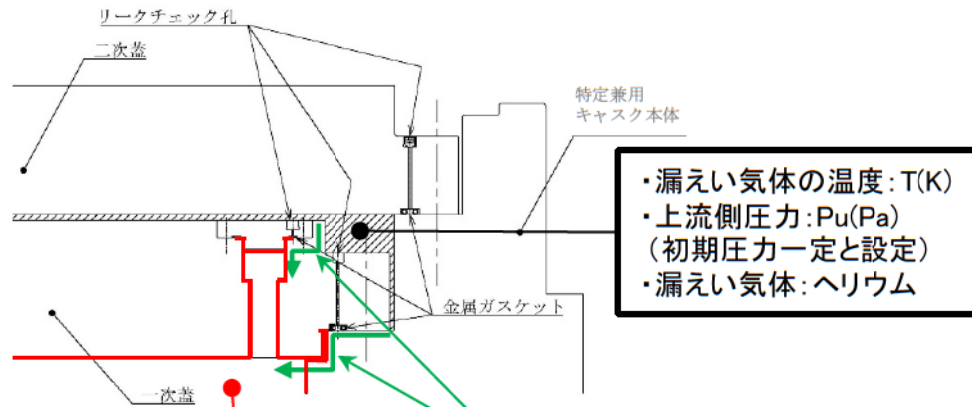 リークチェック孔
二次蓋
特定兼用
キャスク本体
・漏えい気体の温度：T(K)
・上流側圧力：Pu(Pa)
（初期圧力一定と設定）
・漏えい気体：ヘリウム
金属ガスケット
一次蓋